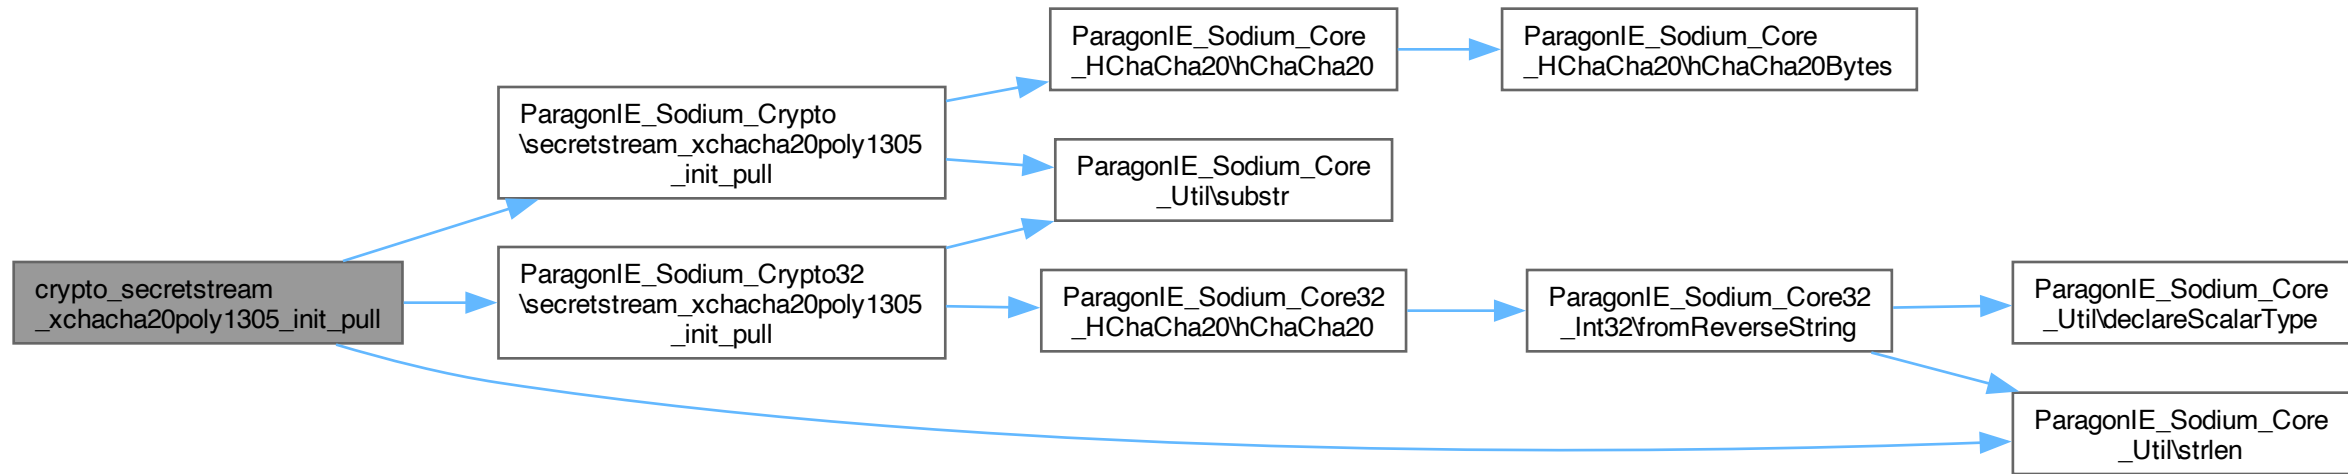 crypto_secretstream
_xchacha20poly1305_init_pull
ParagonIE_Sodium_Crypto
\secretstream_xchacha20poly1305
_init_pull
ParagonIE_Sodium_Crypto32
\secretstream_xchacha20poly1305
_init_pull
ParagonIE_Sodium_Core
_HChaCha20\hChaCha20
ParagonIE_Sodium_Core
_Util\substr
ParagonIE_Sodium_Core32
_HChaCha20\hChaCha20
ParagonIE_Sodium_Core
_HChaCha20\hChaCha20Bytes
ParagonIE_Sodium_Core32
_Int32\fromReverseString
ParagonIE_Sodium_Core
_Util\declareScalarType
ParagonIE_Sodium_Core
_Util\strlen